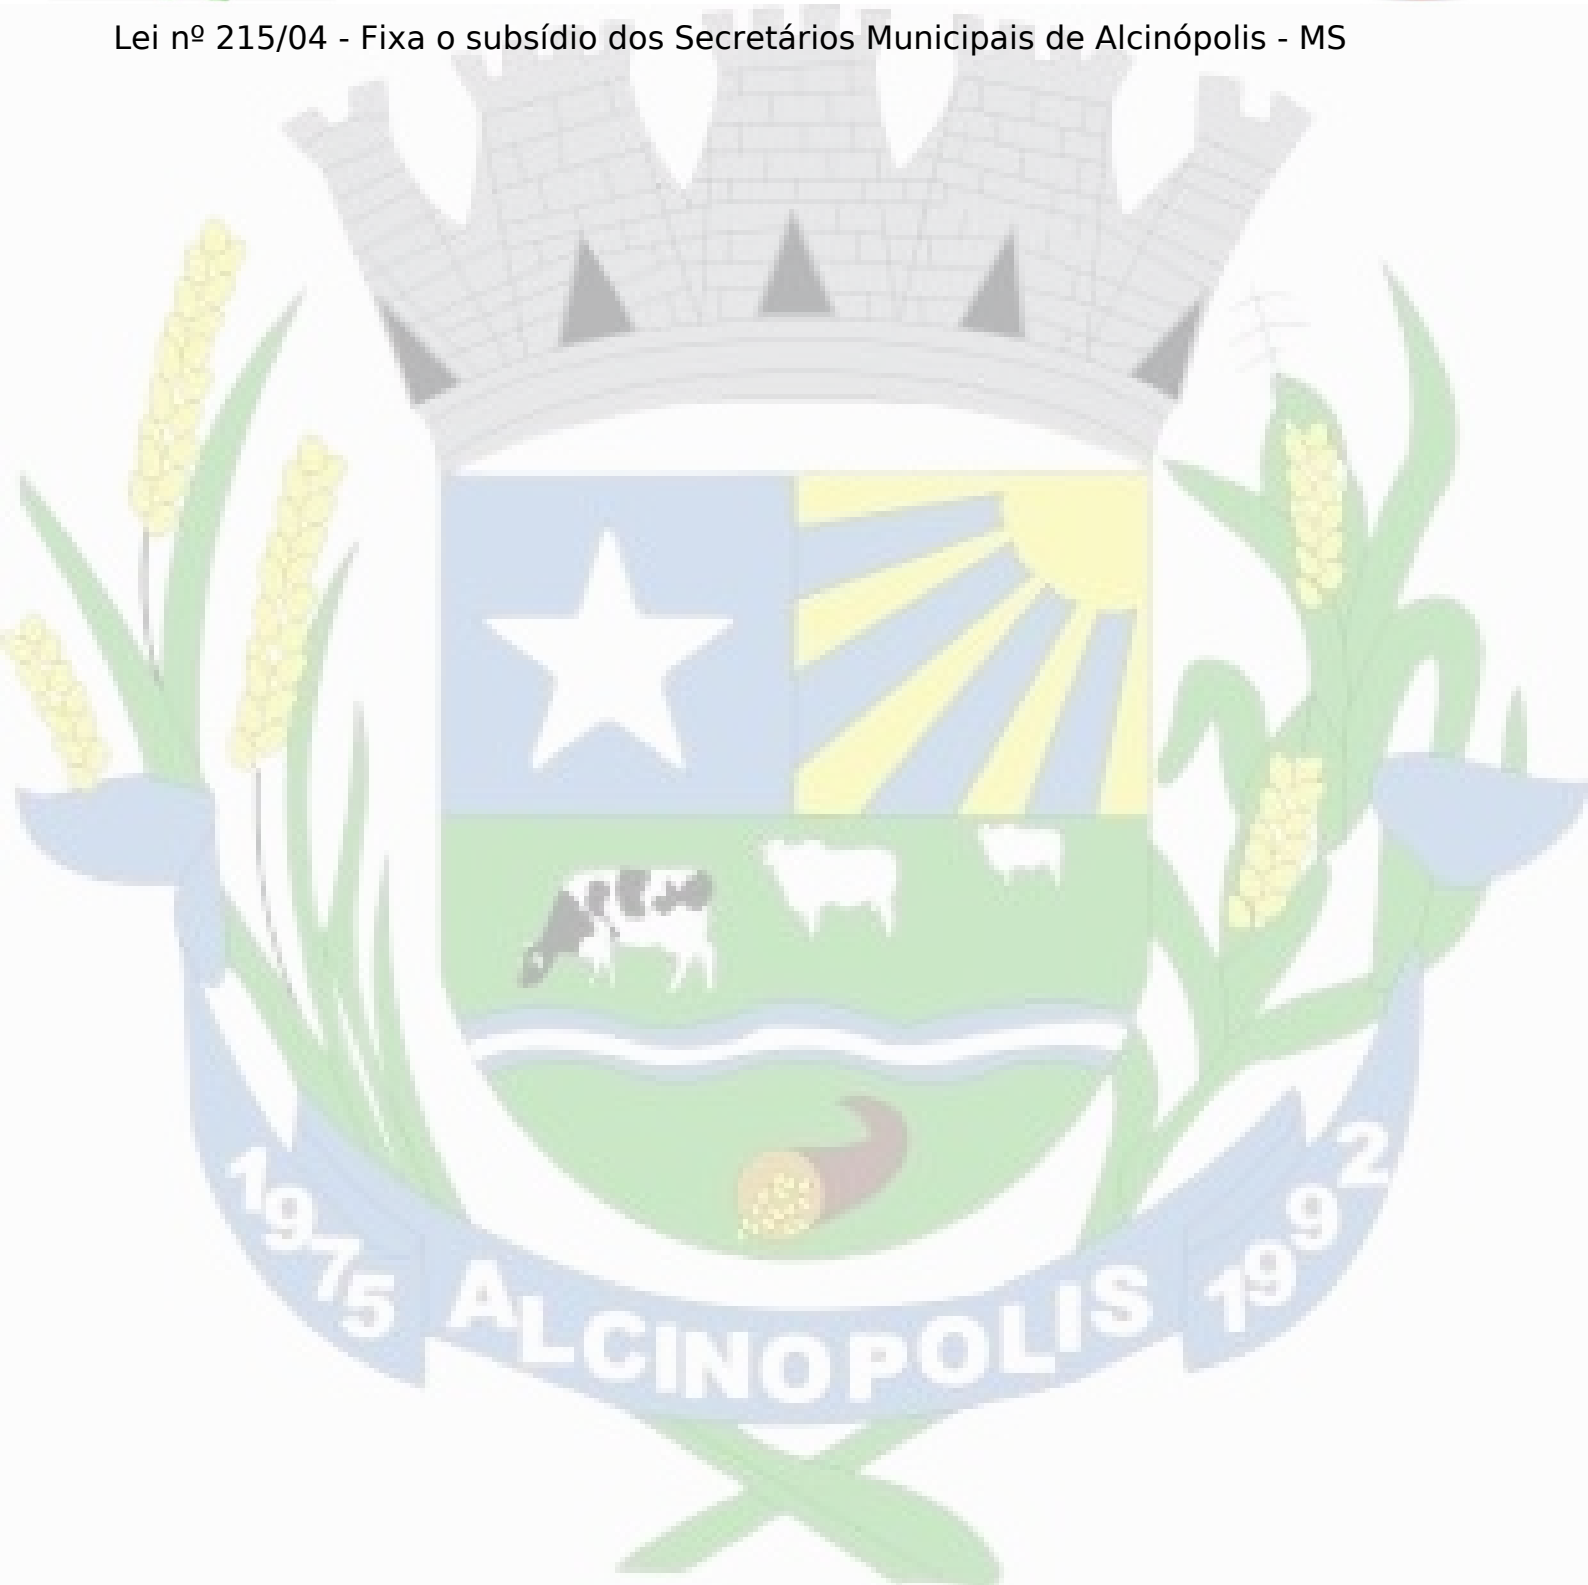 Lei nº 215/04 - Fixa o subsídio dos Secretários Municipais de Alcinópolis - MS
1975 ALCINOPOLIS 1992